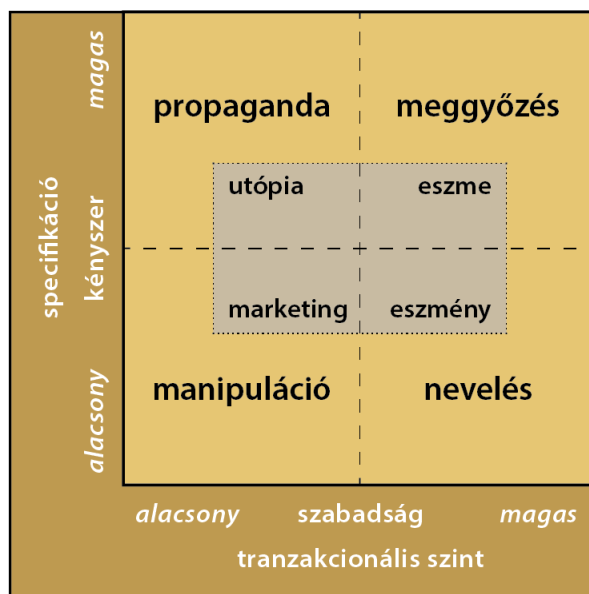 magas
kényszer
alacsony
specifikáció
propaganda
meggyőzés
utópia
eszme
marketing
eszmény
manipuláció
nevelés
alacsony
szabadság
magas
tranzakcionális szint